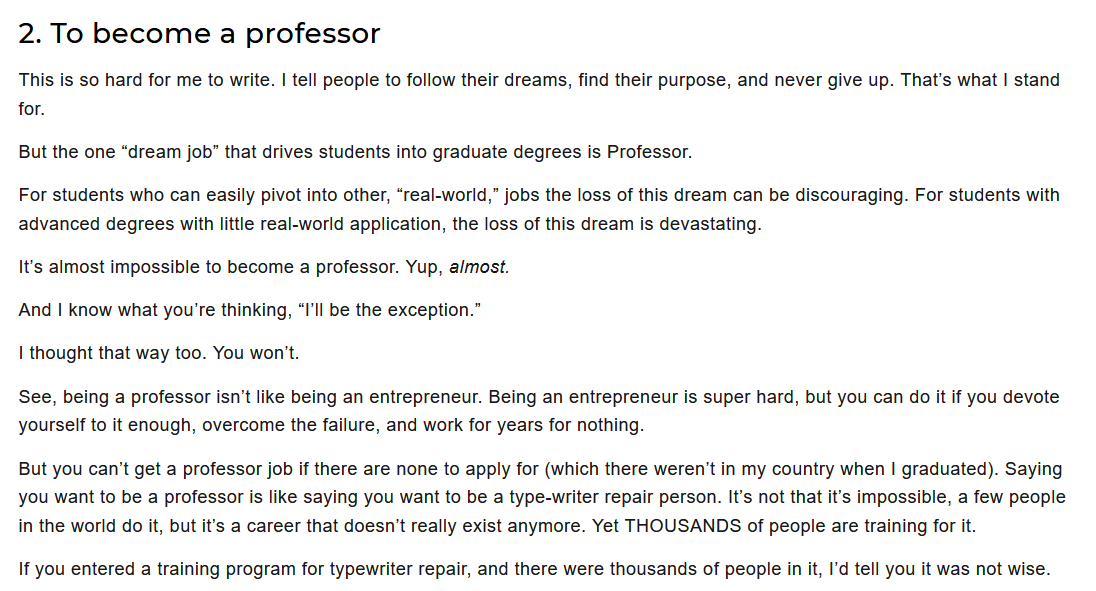 2. To become a professor
This is so hard for me to write. I tell people to follow their dreams, find their purpose, and never give up. That’s what I stand
for.
But the one “dream job” that drives students into graduate degrees is Professor.
For students who can easily pivot into other, “real-world,” jobs the loss of this dream can be discouraging. For students with
advanced degrees with little real-world application, the loss of this dream is devastating.
It’s almost impossible to become a professor. Yup, almost.
And I know what you’re thinking, “I’ll be the exception.”
I thought that way too. You won’t.
See, being a professor isn’t like being an entrepreneur. Being an entrepreneur is super hard, but you can do it if you devote
yourself to it enough, overcome the failure, and work for years for nothing.
But you can’t get a professor job if there are none to apply for (which there weren’t in my country when I graduated). Saying
you want to be a professor is like saying you want to be a type-writer repair person. It’s not that it’s impossible, a few people
in the world do it, but it’s a career that doesn’t really exist anymore. Yet THOUSANDS of people are training for it.
If you entered a training program for typewriter repair, and there were thousands of people in it, I’d tell you it was not wise.